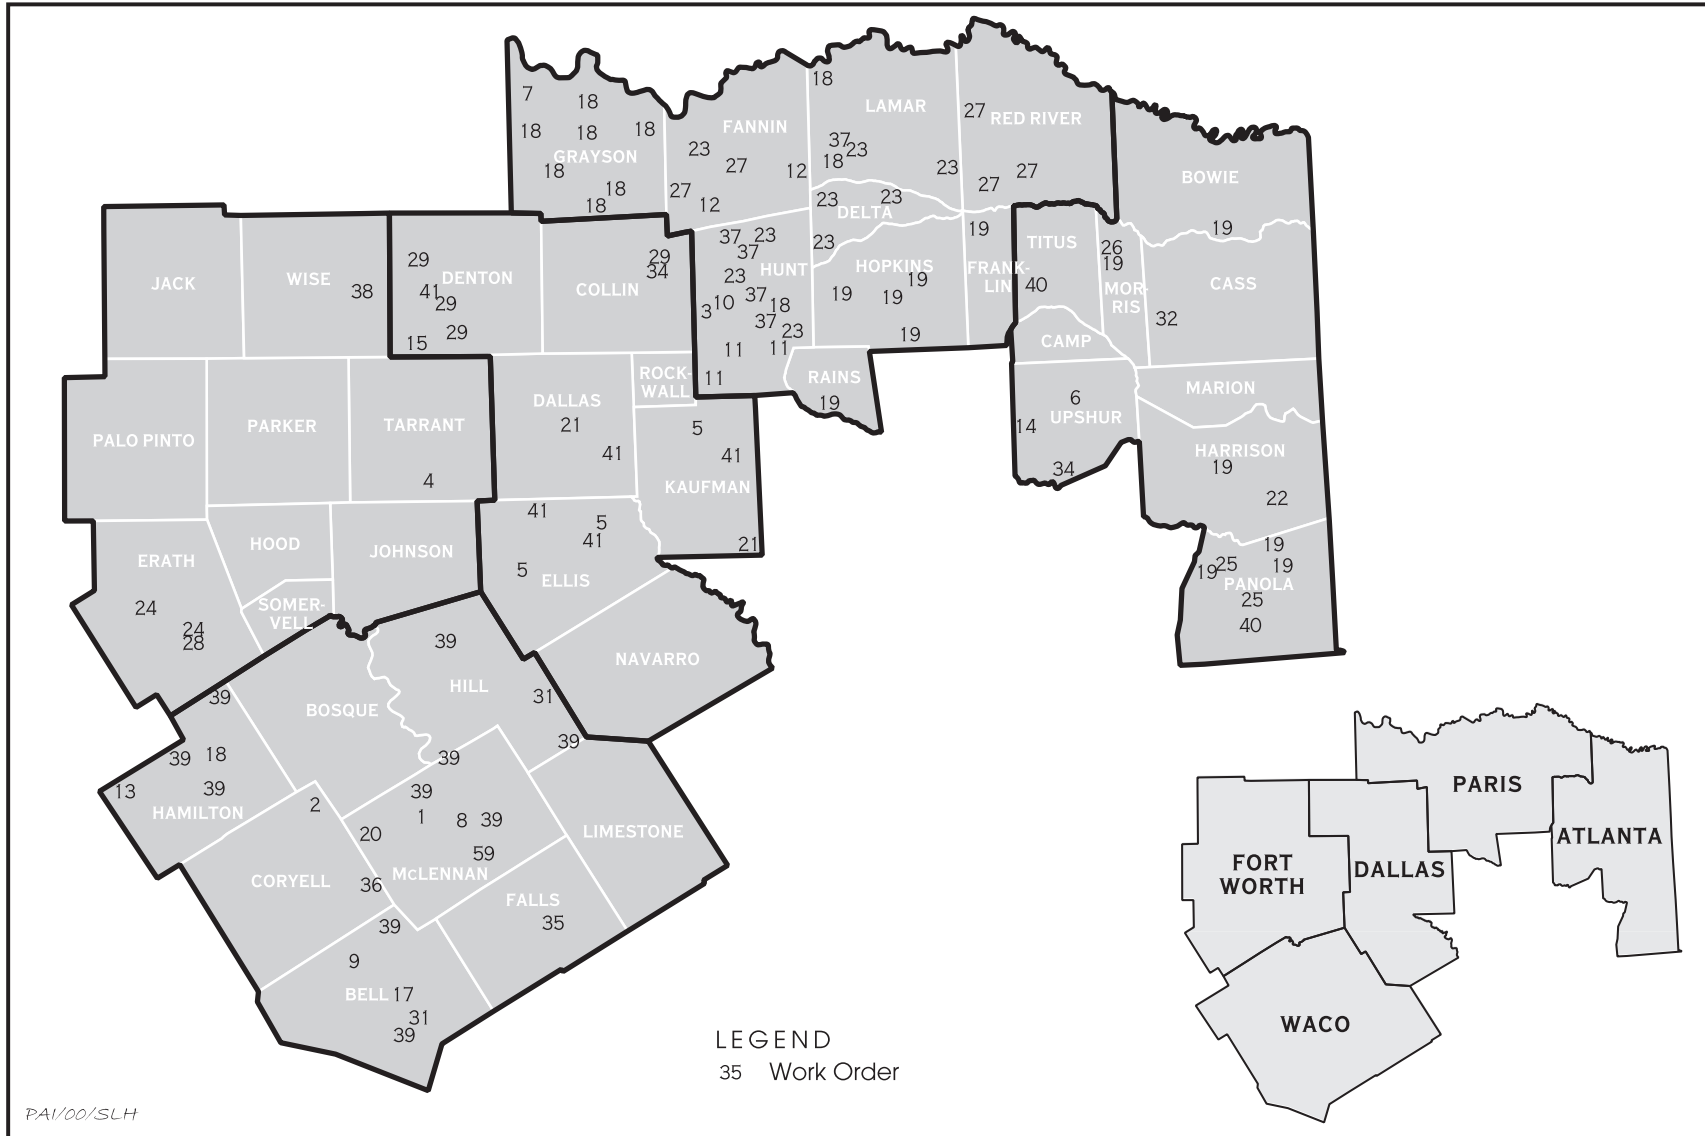 7
18
18
18
18
GRAYSON
18
18
18
FANNIN
23
27
12
27
12
18
LAMAR
37
23
18
23
23
23
DELTA
23
27
RED RIVER
27
27
BOWIE
19
JACK
WISE
38
29
DENTON
41
29
29
15
29
34
COLLIN
37
23
37
HUNT
23
37
3
10
18
37
23
11
11
11
HOPKINS
19
19
19
19
19
FRANK-
LIN
RAINS
19
TITUS
40
26
19
MOR-
RIS
CASS
32
CAMP
MARION
6
UPSHUR
14
34
HARRISON
19
22
19
25
19
19
PANOLA
25
40
PALO PINTO
PARKER
TARRANT
4
DALLAS
21
41
ROCK-
WALL
5
41
KAUFMAN
21
41
5
41
5
ELLIS
ERATH
24
24
28
HOOD
SOMER-
VELL
JOHNSON
NAVARRO
39
HILL
31
39
39
BOSQUE
39
39
18
39
13
HAMILTON
2
39
1
8
39
20
59
McLENNAN
36
CORYELL
LIMESTONE
FALLS
35
39
9
BELL
17
31
39
LEGEND
35 Work Order
PARIS
ATLANTA
FORT
WORTH
DALLAS
WACO
PAI/00/SLH